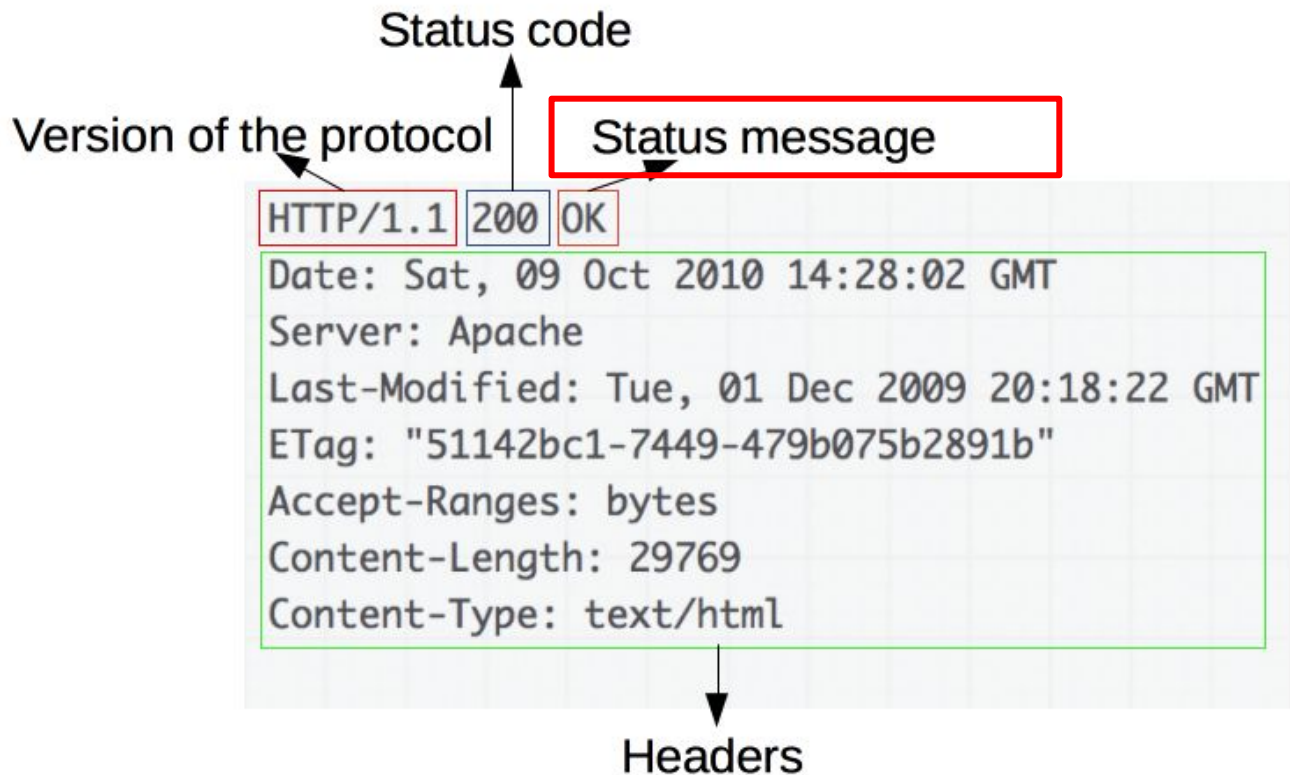 Status code
Version of the protocol
Status message
HTTP/1.1 200 OK
Date: Sat, 09 Oct 2010 14:28:02 GMT
Server: Apache
Last-Modified: Tue, 01 Dec 2009 20:18:22 GMT
ETag: "51142bc1-7449-479b075b2891b"
Accept-Ranges: bytes
Content-Length: 29769
Content-Type: text/html
Headers